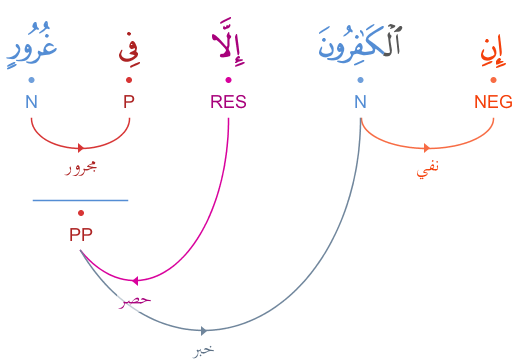 إِنِ ٱلْكَٰفِرُونَ إِلَّا فِى غُرُورٍ
NEG N RES P N
مجرور نفي
PP
حصر
خبر